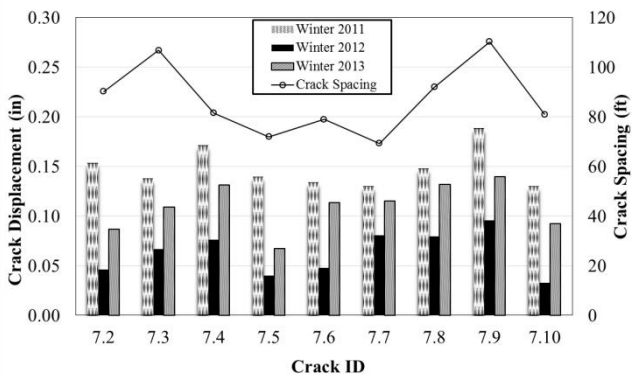 Crack Displacement (in)
0.30
0.25
0.20
0.15
0.10
0.05
0.00
Winter 2011
Winter 2012
Winter 2013
Crack Spacing
120
100
80
60
40
20
0
Crack Spacing (ft)
7.2 7.3 7.4 7.5 7.6 7.7 7.8 7.9 7.10
Crack ID